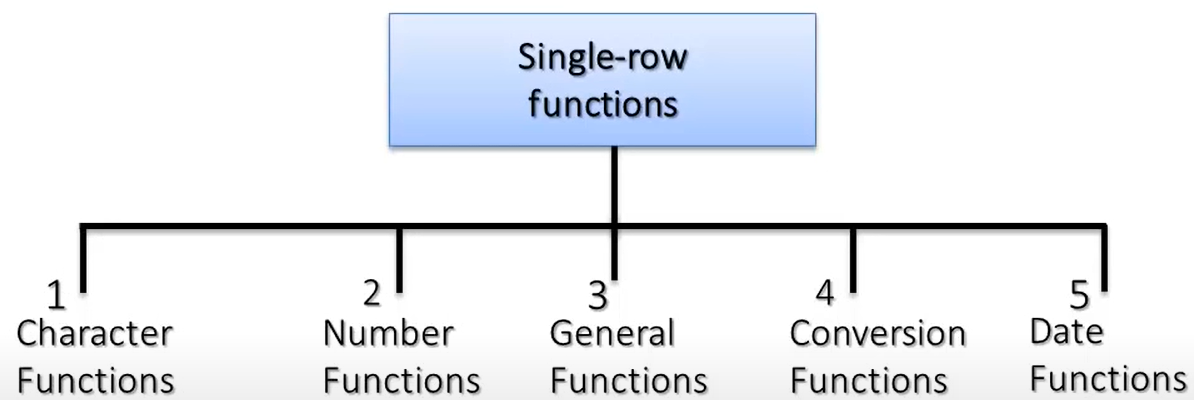 Single-row
functions
1
Character
Functions
2
Number
Functions
3
General
Functions
4
Conversion
Functions
5
Date
Functions